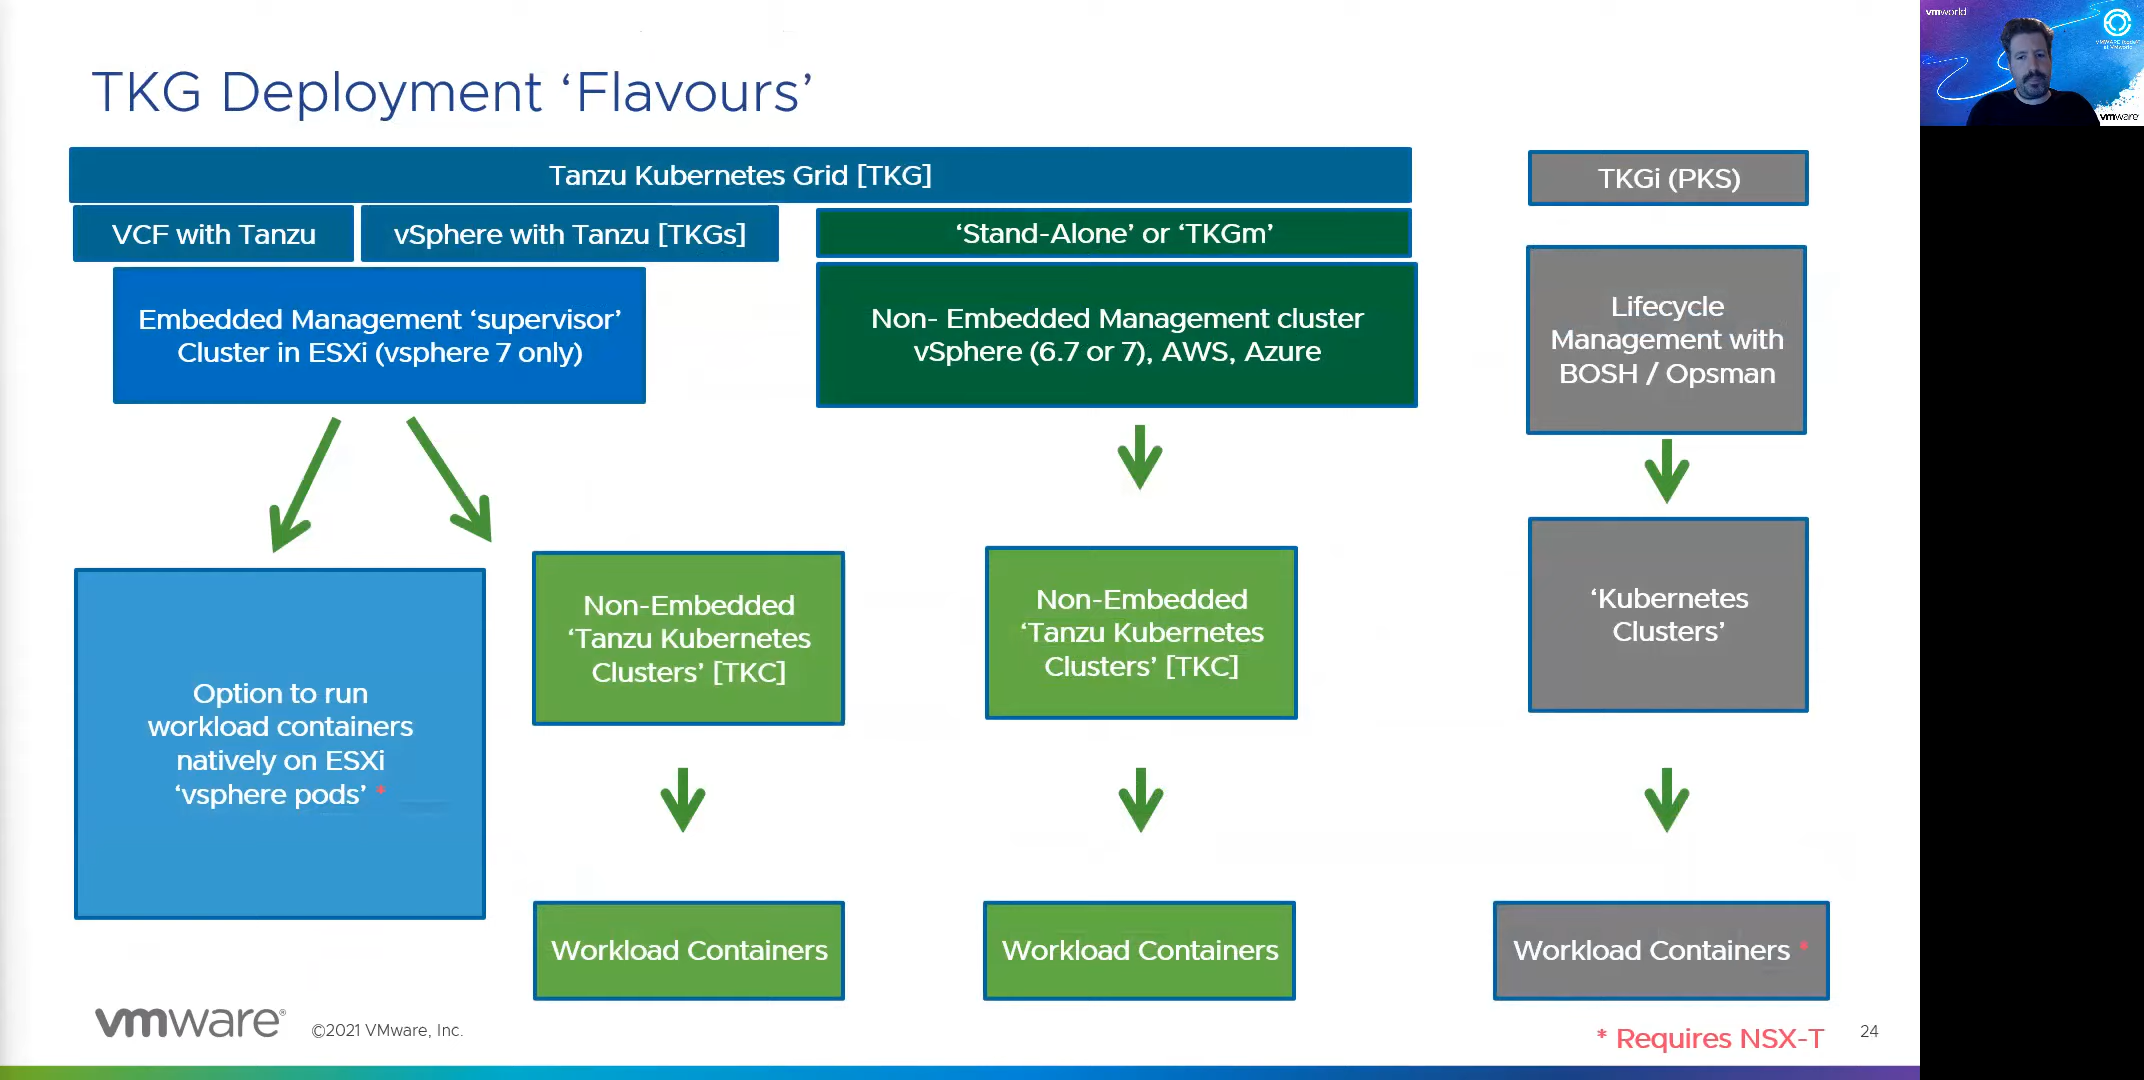 TKG Deployment ‘Flavours’
Tanzu Kubernetes Grid [TKG]
VCF with Tanzu
vSphere with Tanzu [TKGs]
‘Stand-Alone’ or ‘TKGm’
TKGi (PKS)
Embedded Management ‘supervisor’
Cluster in ESXi (vsphere 7 only)
Non- Embedded Management cluster
vSphere (6.7 or 7), AWS, Azure
Lifecycle
Management with
BOSH / Opsman
Option to run
workload containers
natively on ESXi
‘vsphere pods’ *
Non-Embedded
‘Tanzu Kubernetes
Clusters’ [TKC]
Non-Embedded
‘Tanzu Kubernetes
Clusters’ [TKC]
‘Kubernetes
Clusters’
Workload Containers
Workload Containers
Workload Containers *
vmware®
©2021 VMware, Inc.
* Requires NSX-T
24
vmworld
vmware